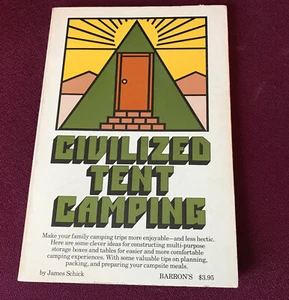 CIVILIZED
TENT
CAMPING
Make your family camping trips more enjoyable—and less hectic.
Here are some clever ideas for constructing multi-purpose
storage boxes and tables for easier and more comfortable
camping experiences. With some valuable tips on planning,
packing, and preparing your campsite meals.
by James Schick BARRON'S $3.95